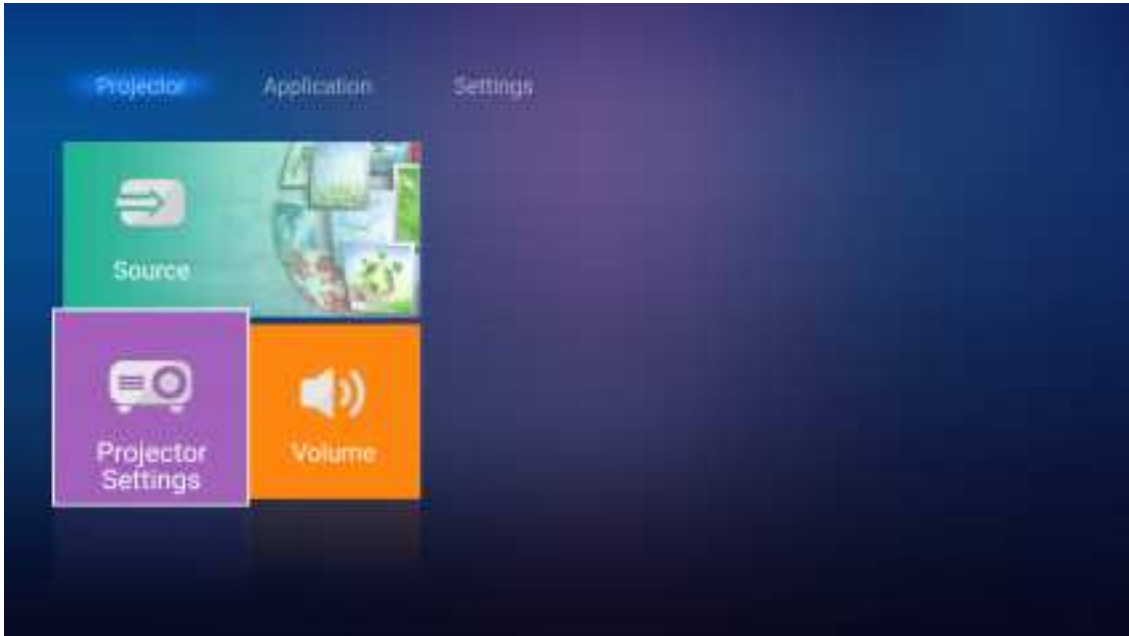 Projector
Application
Settings
Source
Projector
Settings
Volume